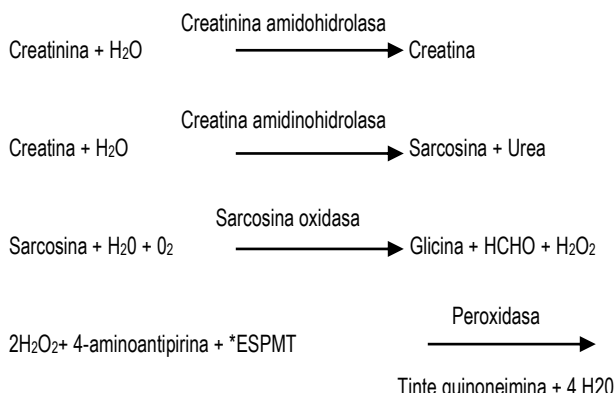 Creatinina amidohidrolasa
Creatinina + H₂O Creatina
Creatina amidinohidrolasa
Creatina + H₂O Sarcosina + Urea
Sarcosina oxidasa
Sarcosina + H₂0 + 0₂ Glicina + HCHO + H₂O₂
Peroxidasa
2H₂O₂+ 4-aminoantipirina + *ESPMT
Tinte quinoneimina + 4 H20